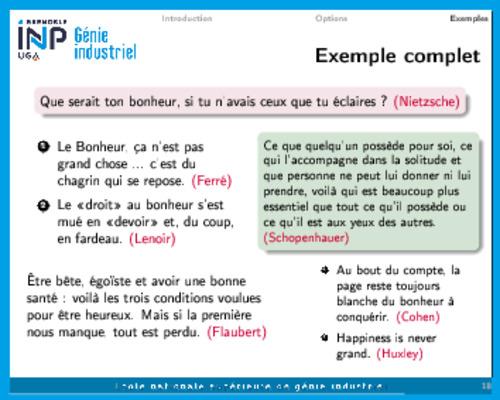 Introduction
Options
Exemples
GRENOBLE
INP
UGA
Génie
industriel
Exemple complet
Que serait ton bonheur, si tu n'avais ceux que tu éclaires ? (Nietzsche)
1 Le Bonheur, ça n'est pas
grand chose ... c'est du
chagrin qui se repose. (Ferré)
2 Le «droit» au bonheur s'est
mué en «devoir» et, du coup,
en fardeau. (Lenoir)
Ce que quelqu'un possède pour soi, ce
qui l'accompagne dans la solitude et
que personne ne peut lui donner ni lui
prendre, voilà qui est beaucoup plus
essentiel que tout ce qu'il possède ou
ce qu'il est aux yeux des autres.
(Schopenhauer)
Être bête, égoïste et avoir une bonne
santé : voilà les trois conditions voulues
pour être heureux. Mais si la première
nous manque, tout est perdu. (Flaubert)
Au bout du compte, la
page reste toujours
blanche du bonheur à
conquérir. (Cohen)
Happiness is never
grand. (Huxley)
École nationale supérieure de génie industriel
18